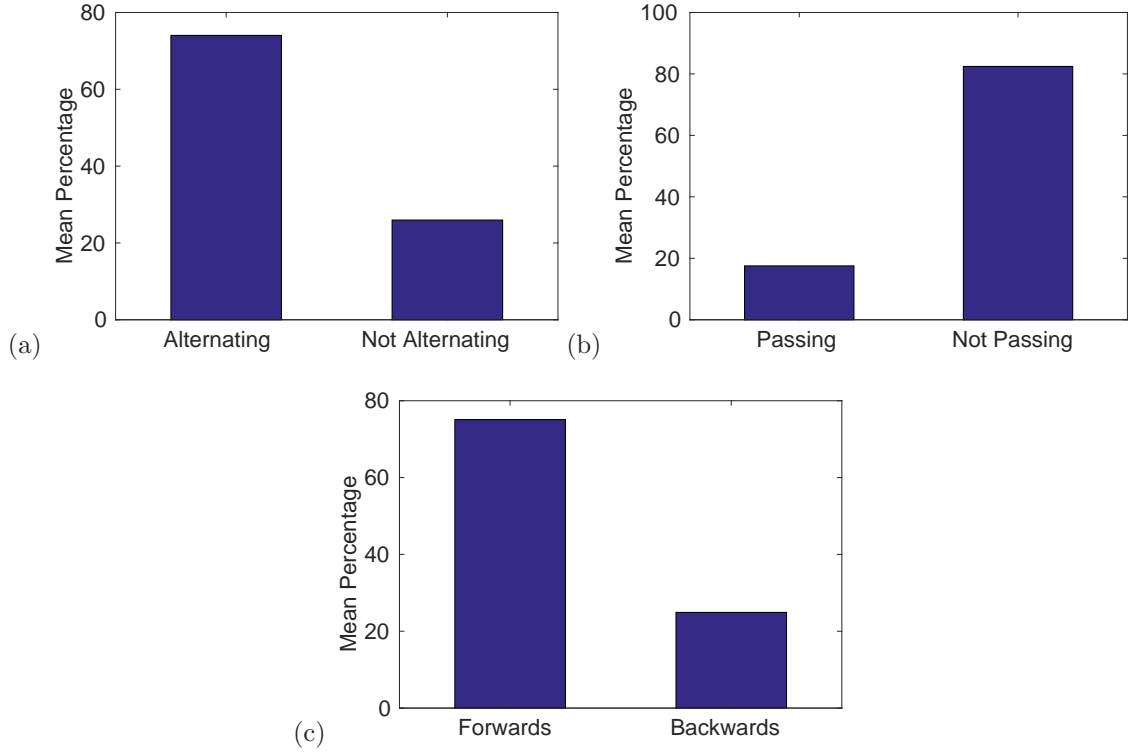 80
60
40
20
0
Mean Percentage
Alternating Not Alternating
(a)
100
80
60
40
20
0
Mean Percentage
Passing Not Passing
(b)
80
60
40
20
0
Mean Percentage
Forwards Backwards
(c)